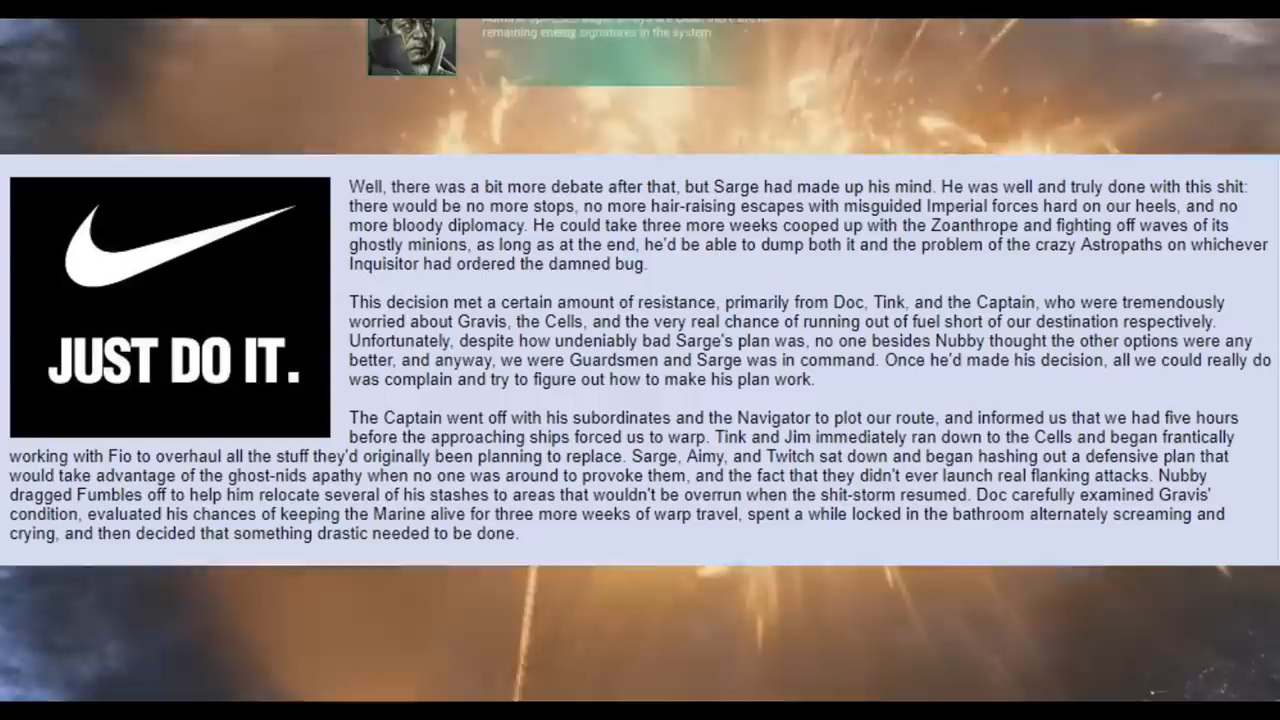 remaining enemy signatures in the system
JUST DO IT.
Well, there was a bit more debate after that, but Sarge had made up his mind. He was well and truly done with this shit:
there would be no more stops, no more hair-raising escapes with misguided Imperial forces hard on our heels, and no
more bloody diplomacy. He could take three more weeks cooped up with the Zoanthrope and fighting off waves of its
ghostly minions, as long as at the end, he'd be able to dump both it and the problem of the crazy Astropaths on whichever
Inquisitor had ordered the damned bug.
This decision met a certain amount of resistance, primarily from Doc, Tink, and the Captain, who were tremendously
worried about Gravis, the Cells, and the very real chance of running out of fuel short of our destination respectively.
Unfortunately, despite how undeniably bad Sarge's plan was, no one besides Nubby thought the other options were any
better, and anyway, we were Guardsmen and Sarge was in command. Once he'd made his decision, all we could really do
was complain and try to figure out how to make his plan work.
The Captain went off with his subordinates and the Navigator to plot our route, and informed us that we had five hours
before the approaching ships forced us to warp. Tink and Jim immediately ran down to the Cells and began frantically
working with Fio to overhaul all the stuff they'd originally been planning to replace. Sarge, Aimy, and Twitch sat down and began hashing out a defensive plan that
would take advantage of the ghost-nids apathy when no one was around to provoke them, and the fact that they didn't ever launch real flanking attacks. Nubby
dragged Fumbles off to help him relocate several of his stashes to areas that wouldn't be overrun when the shit-storm resumed. Doc carefully examined Gravis'
condition, evaluated his chances of keeping the Marine alive for three more weeks of warp travel, spent a while locked in the bathroom alternately screaming and
crying, and then decided that something drastic needed to be done.